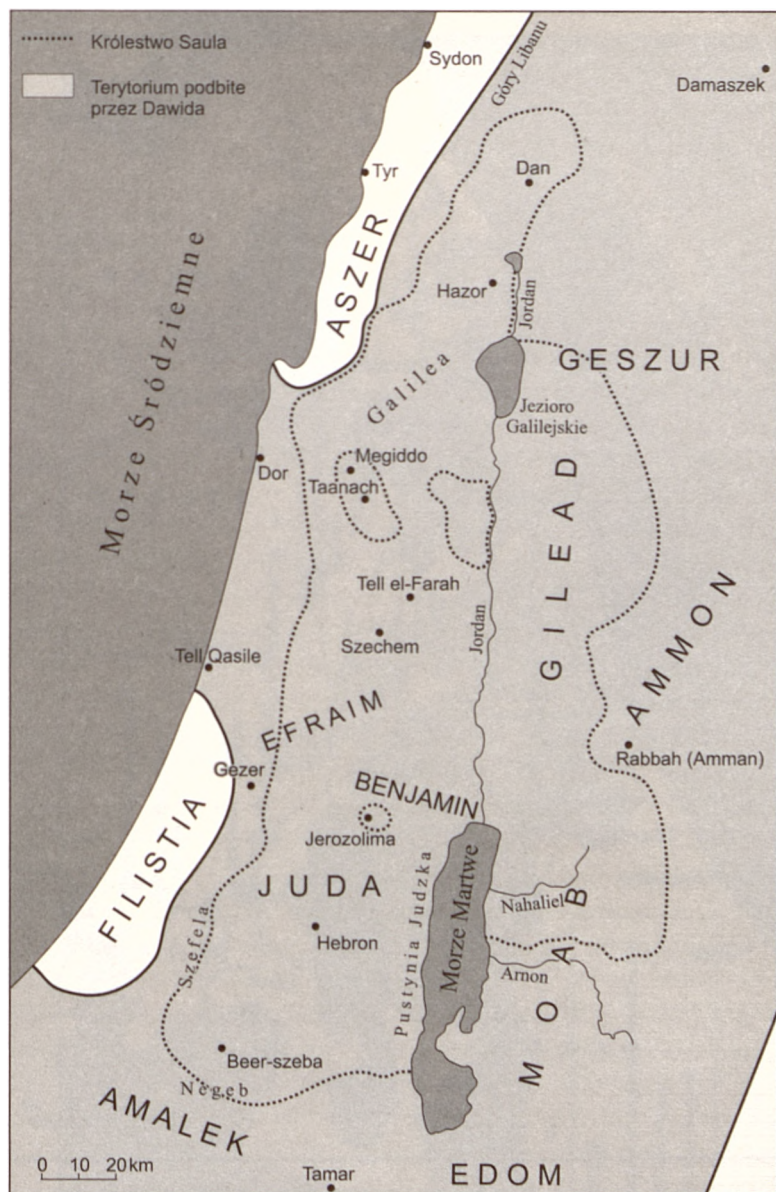 Królestwo Saula
Terytorium podbite
przez Dawida
Sydon
Góry Libanu
Damaszek
Tyr
Dan
ASZER
Morze Śródziemne
Hazor
Jordan
GESZUR
Galilea
Jezioro
Galilejskie
Dor
Megiddo
Taanach
GILEAD
Tell el-Farah
Szechem
Jordan
AMMON
Tell Qasile
EFRAIM
Rabbah (Amman)
Gezer
BENJAMIN
Jerozolima
FILISTIA
JUDA
Pustynia Judzka
Morze Martwe
Nahaliel
Hebron
Szefela
Arnon
MOAB
Beer-szeba
Negeb
AMALEK
0 10 20 km
Tamar
EDOM